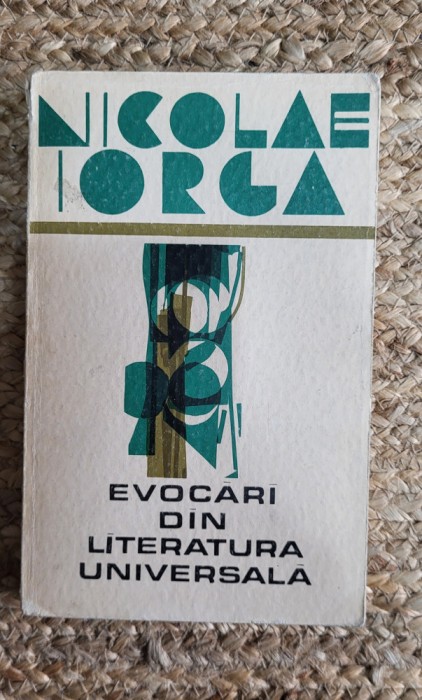 NICOLAE
IORGA
EVOCĂRI
DIN
LITERATURA
UNIVERSALĂ